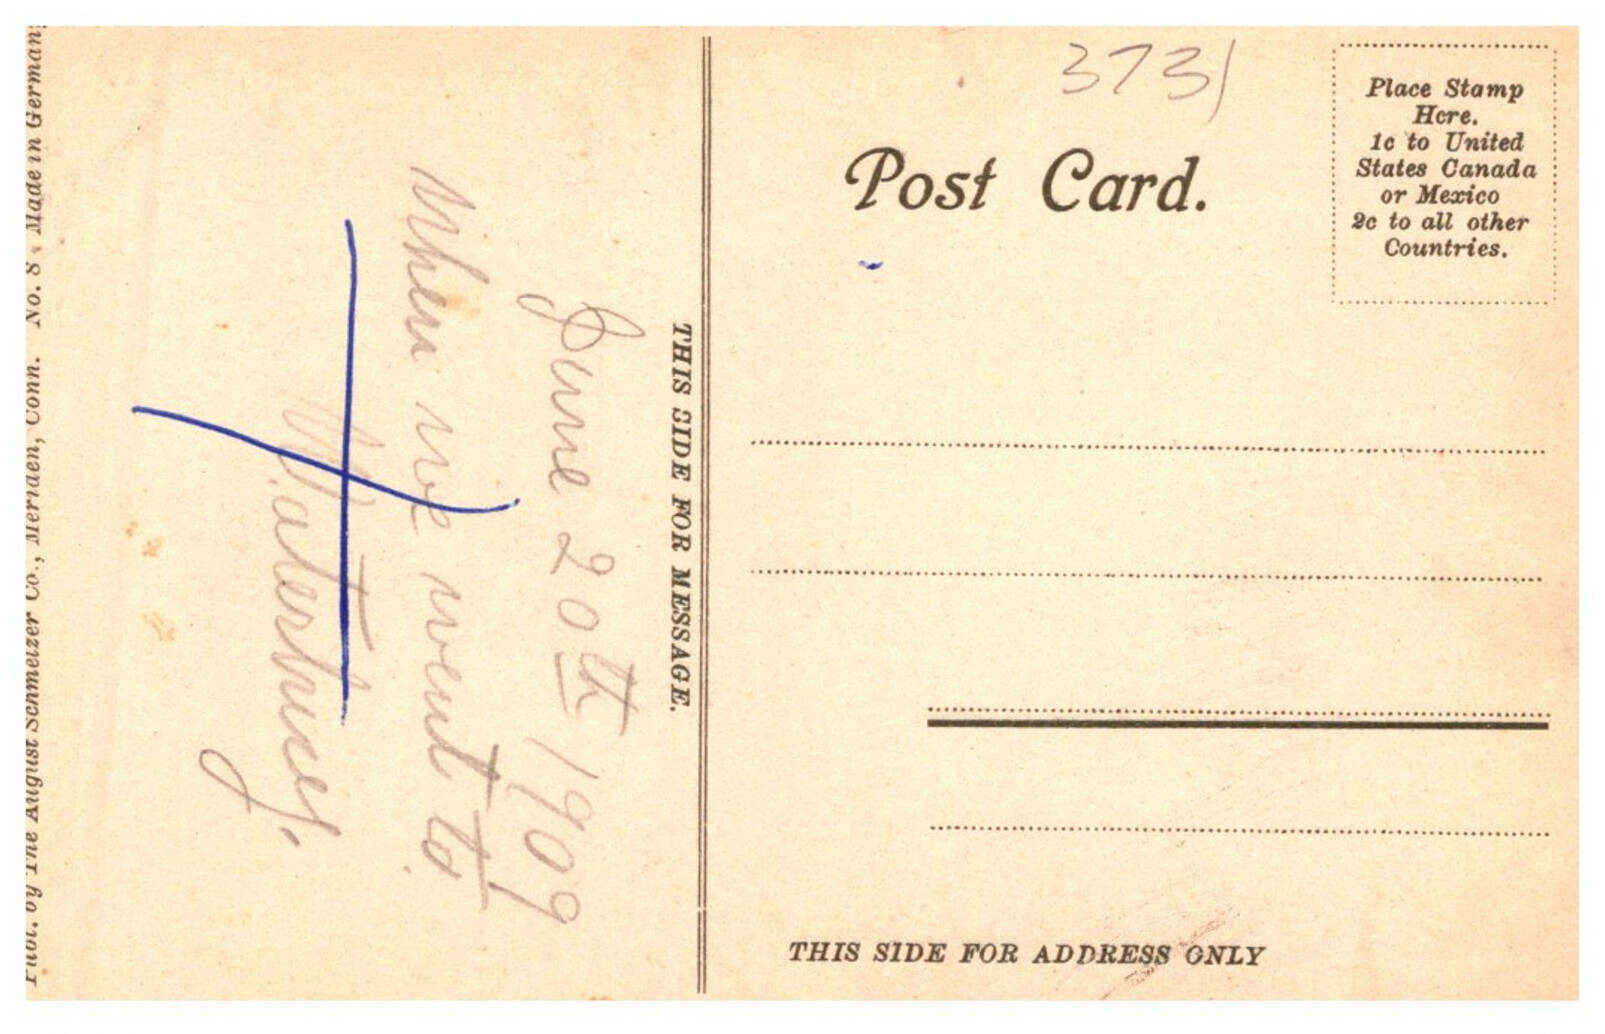 Publ. by The August Schmelzer Co., Meriden, Conn. No. 8 Made in Germany
June 20th 1909
When we went to
Waterbury.
THIS SIDE FOR MESSAGE.
3731
Post Card.
Place Stamp
Here.
1c to United
States Canada
or Mexico
2c to all other
Countries.
THIS SIDE FOR ADDRESS ONLY